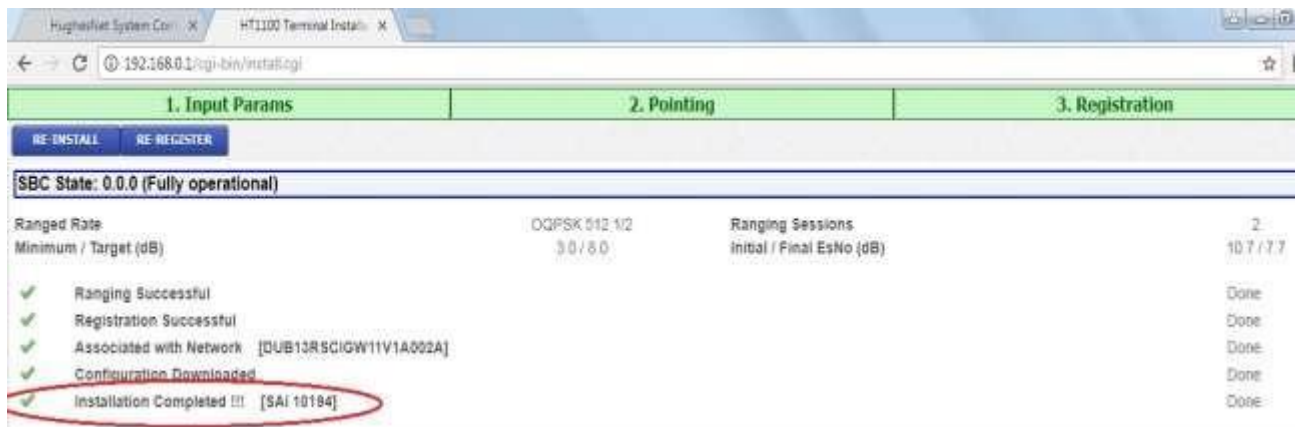 HughesNet System Con
HT1100 Terminal Install
192.168.0.1/cgi-bin/install.cgi
1. Input Params
2. Pointing
3. Registration
RE-INSTALL
RE-REGISTER
SBC State: 0.0.0 (Fully operational)
Ranged Rate OQPSK 512 1/2 Ranging Sessions 2
Minimum / Target (dB) 3.0 / 8.0 Initial / Final EsNo (dB) 10.7 / 7.7
Ranging Successful Done
Registration Successful Done
Associated with Network [DUB13RSCIGW11V1A002A] Done
Configuration Downloaded Done
Installation Completed !!! [SAI 10194] Done